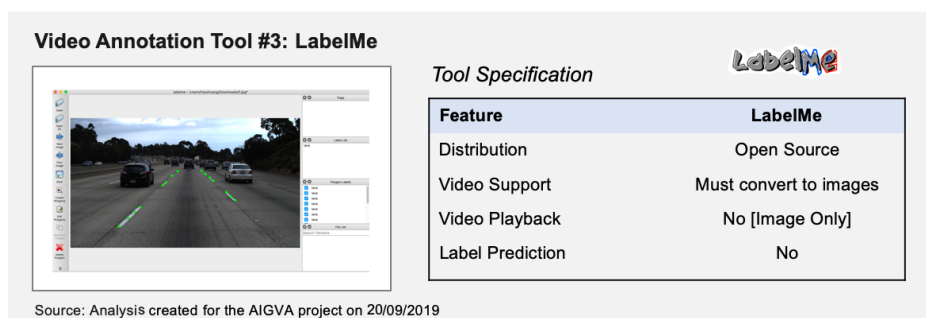 Video Annotation Tool #3: LabelMe
Tool Specification
LabelMe
Feature LabelMe
Distribution Open Source
Video Support Must convert to images
Video Playback No [Image Only]
Label Prediction No
Source: Analysis created for the AIGVA project on 20/09/2019